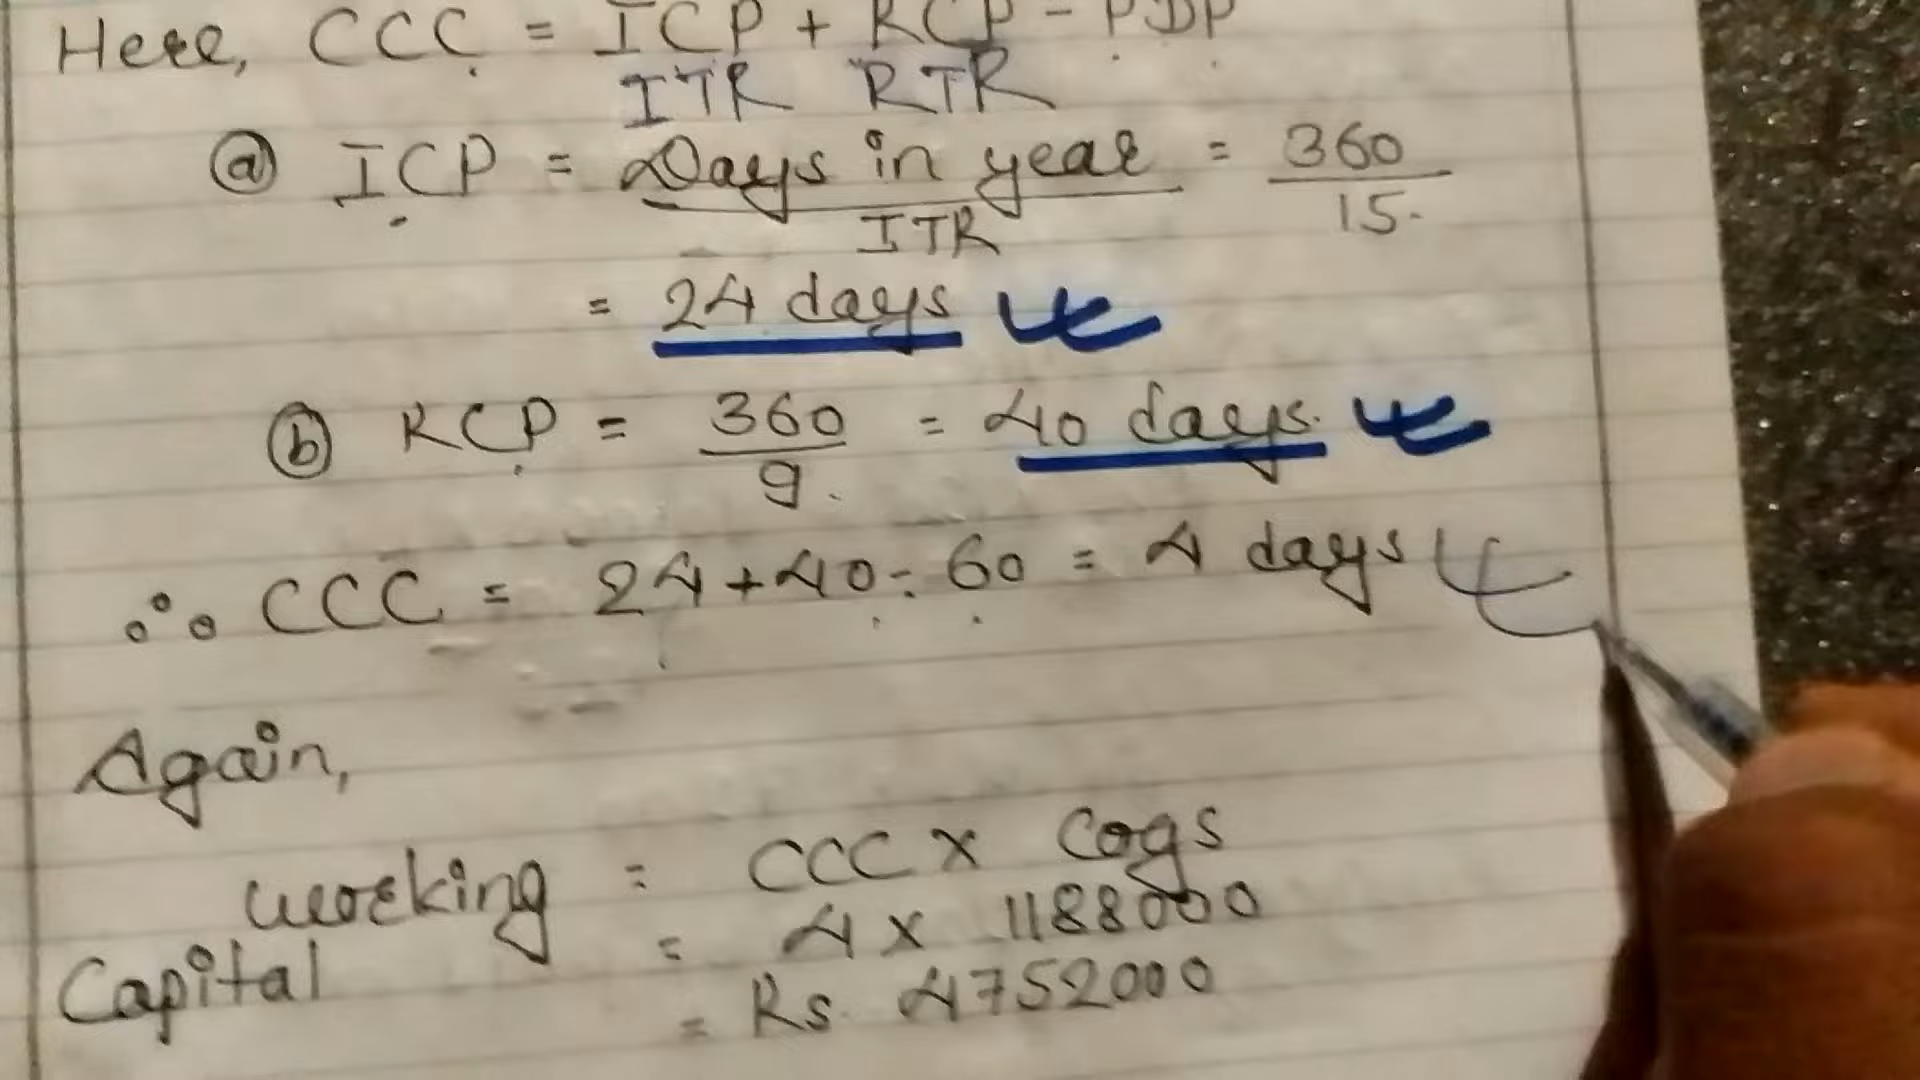 Here, CCC = ICP + RCP - PDP
ITR RTR
(a) ICP = Days in year / ITR = 360 / 15.
= 24 days
(b) RCP = 360 / 9. = 40 days.
∴ CCC = 24 + 40 - 60 = 4 days
Again,
Working Capital = CCC x Cogs
= 4 x 1188000
= Rs. 4752000